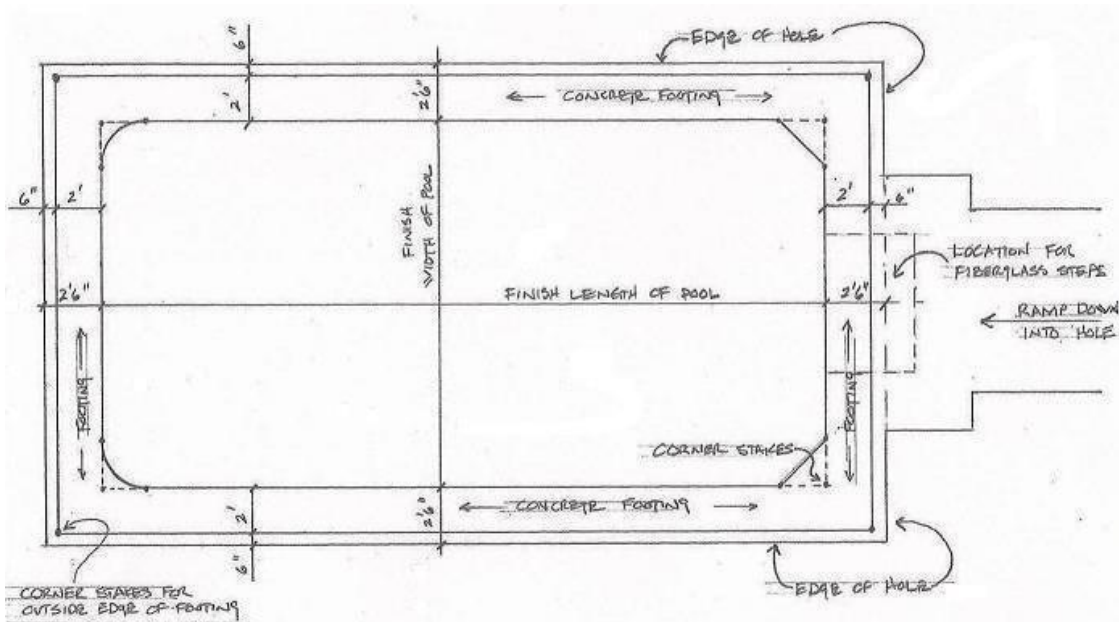 EDGE OF HOLE
6"
2'
2'6"
CONCRETE FOOTING
6"
2'
FINISH
WIDTH OF POOL
2'
6"
LOCATION FOR
FIBERGLASS STEPS
2'6"
FINISH LENGTH OF POOL
2'6"
RAMP DOWN
INTO HOLE
FOOTING
FOOTING
CORNER STAKES
2'
2'6"
CONCRETE FOOTING
6"
CORNER STAKES FOR
OUTSIDE EDGE OF FOOTING
EDGE OF HOLE